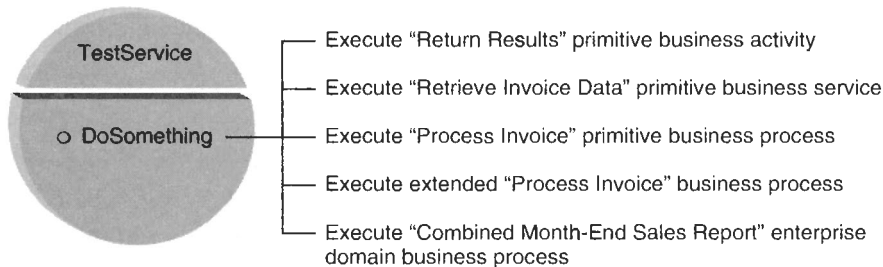 TestService
DoSomething
Execute “Return Results” primitive business activity
Execute “Retrieve Invoice Data” primitive business service
Execute “Process Invoice” primitive business process
Execute extended “Process Invoice” business process
Execute “Combined Month-End Sales Report” enterprise
domain business process